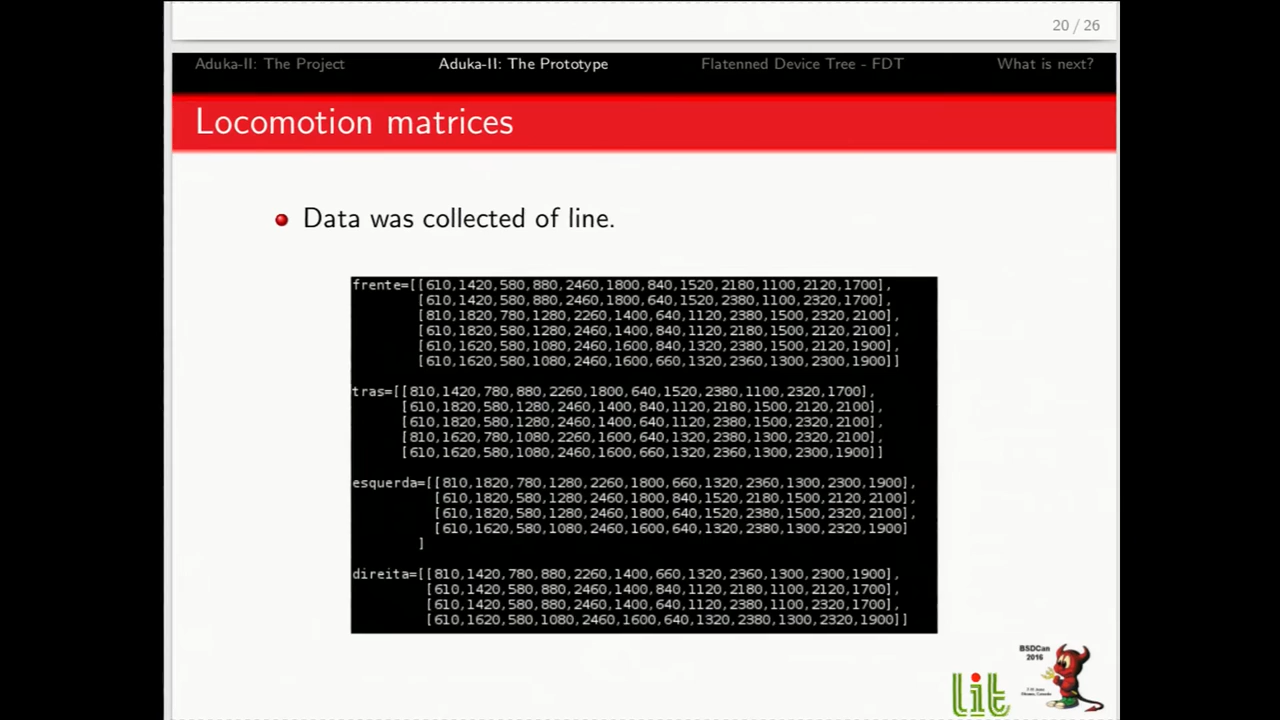 20 / 26
Aduka-II: The Project Aduka-II: The Prototype Flatenned Device Tree - FDT What is next?
Locomotion matrices
Data was collected of line.
frente=[[610,1420,580,880,2460,1800,840,1520,2180,1100,2120,1700],
[610,1420,580,880,2460,1800,640,1520,2380,1100,2320,1700],
[810,1820,780,1280,2260,1400,640,1120,2380,1500,2320,2100],
[610,1820,580,1280,2460,1400,840,1120,2180,1500,2120,2100],
[610,1620,580,1080,2460,1600,840,1320,2380,1300,2120,1900],
[610,1620,580,1080,2460,1600,660,1320,2360,1300,2300,1900]]
tras=[[810,1420,780,880,2260,1800,640,1520,2380,1100,2320,1700],
[610,1820,580,1280,2460,1400,840,1120,2180,1500,2120,2100],
[610,1820,580,1280,2460,1400,640,1120,2380,1500,2320,2100],
[810,1620,780,1080,2260,1600,640,1320,2380,1300,2320,2100],
[610,1620,580,1080,2460,1600,660,1320,2360,1300,2300,1900]]
esquerda=[[810,1820,780,1280,2260,1800,660,1320,2360,1300,2300,1900],
[610,1820,580,1280,2460,1800,840,1520,2180,1500,2120,2100],
[610,1820,580,1280,2460,1800,640,1520,2380,1500,2320,2100],
[610,1620,580,1080,2460,1600,640,1320,2380,1300,2320,1900]
]
direita=[[810,1420,780,880,2260,1400,660,1320,2360,1300,2300,1900],
[610,1420,580,880,2460,1400,840,1120,2180,1100,2120,1700],
[610,1420,580,880,2460,1400,640,1120,2380,1100,2320,1700],
[610,1620,580,1080,2460,1600,640,1320,2380,1300,2320,1900]]
BSDCan
2016
lit